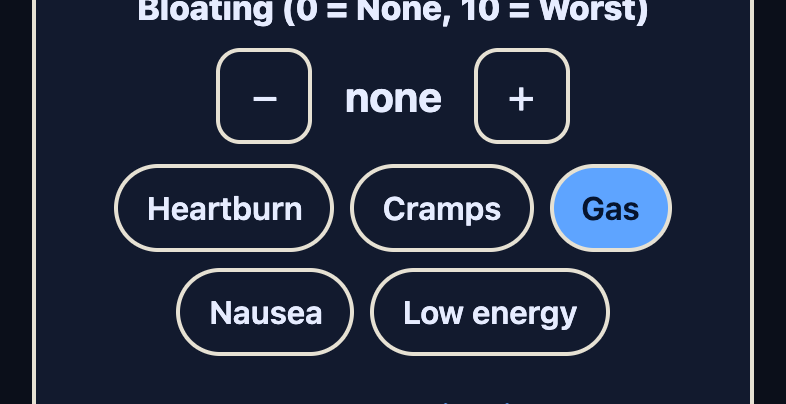 Bloating (0 = None, 10 = Worst)
− none +
Heartburn Cramps Gas
Nausea Low energy